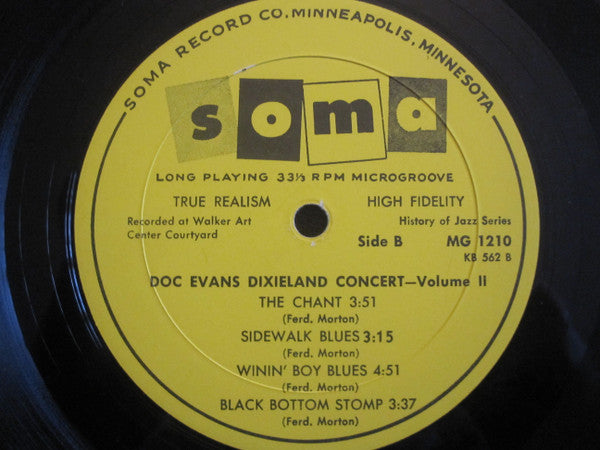 SOMA RECORD CO. MINNEAPOLIS, MINNESOTA
soma
LONG PLAYING 33⅓ RPM MICROGROOVE
TRUE REALISM HIGH FIDELITY
Recorded at Walker Art History of Jazz Series
Center Courtyard Side B MG 1210
KB 562 B
DOC EVANS DIXIELAND CONCERT—Volume II
THE CHANT 3:51
(Ferd. Morton)
SIDEWALK BLUES 3:15
(Ferd. Morton)
WININ' BOY BLUES 4:51
(Ferd. Morton)
BLACK BOTTOM STOMP 3:37
(Ferd. Morton)